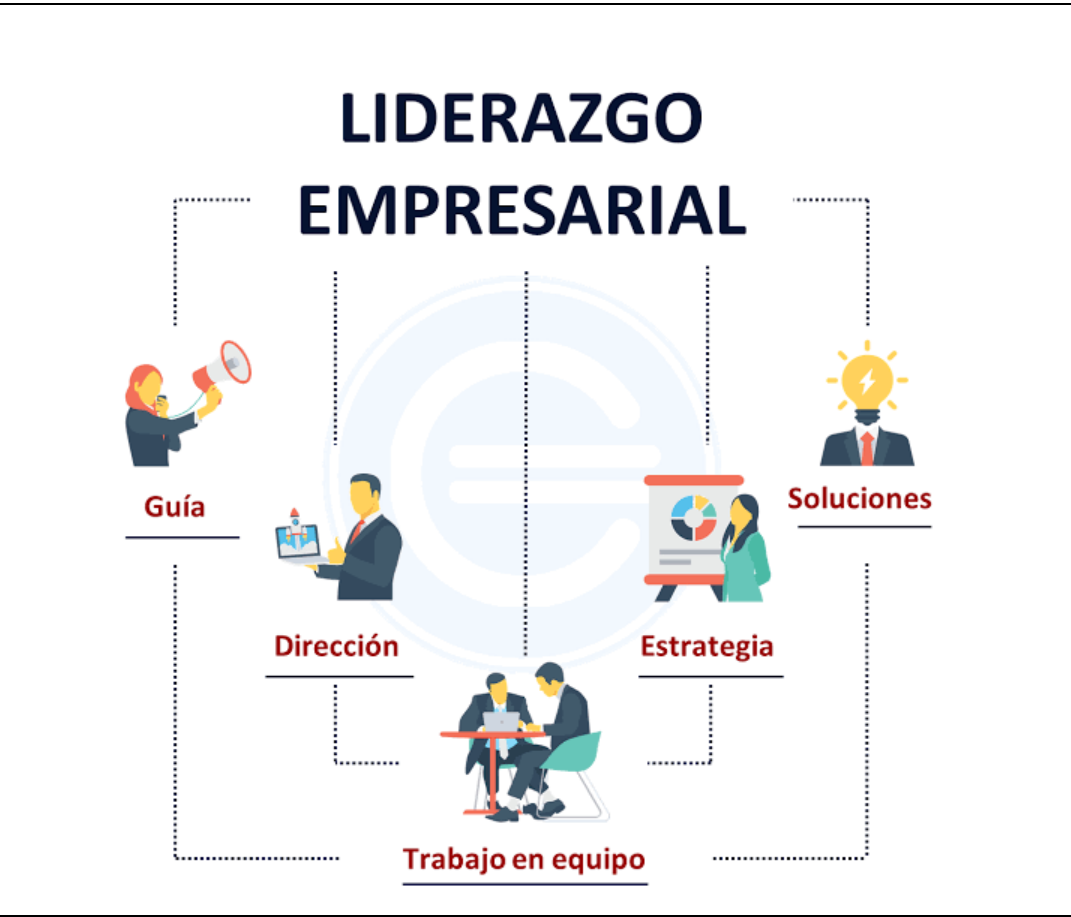 LIDERAZGO
EMPRESARIAL
Guía
Soluciones
Dirección
Estrategia
Trabajo en equipo